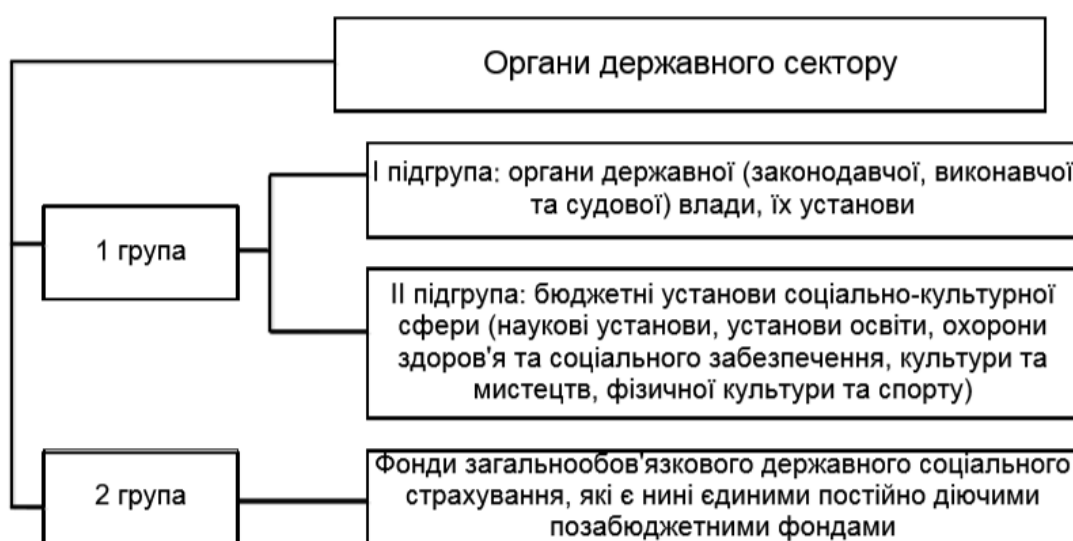 Органи державного сектору
І підгрупа: органи державної (законодавчої, виконавчої
та судової) влади, їх установи
1 група
ІІ підгрупа: бюджетні установи соціально-культурної
сфери (наукові установи, установи освіти, охорони
здоров'я та соціального забезпечення, культури та
мистецтв, фізичної культури та спорту)
2 група
Фонди загальнообов'язкового державного соціального
страхування, які є нині єдиними постійно діючими
позабюджетними фондами